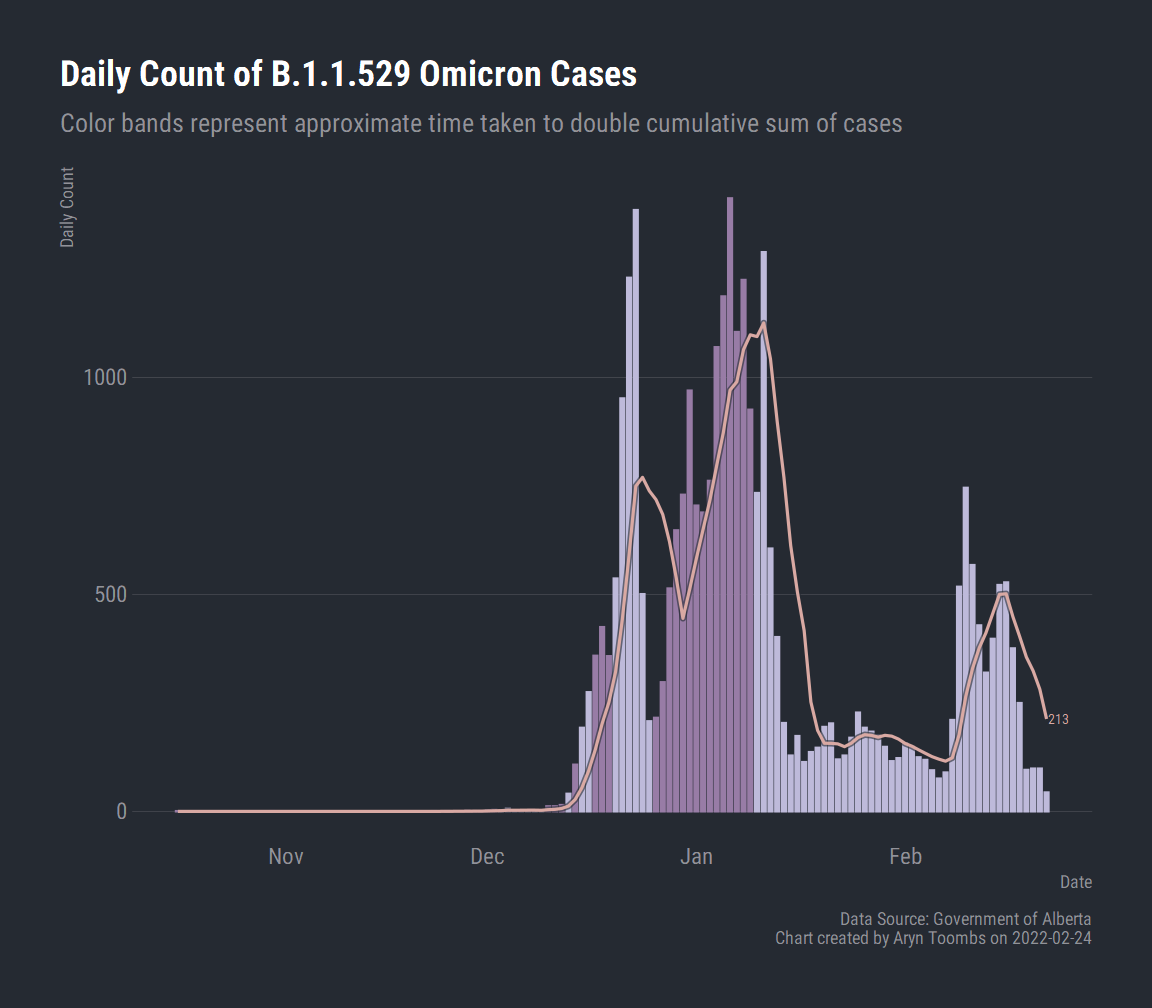 Daily Count of B.1.1.529 Omicron Cases
Color bands represent approximate time taken to double cumulative sum of cases
Daily Count
1000
500
0
213
Nov
Dec
Jan
Feb
Date
Data Source: Government of Alberta
Chart created by Aryn Toombs on 2022-02-24